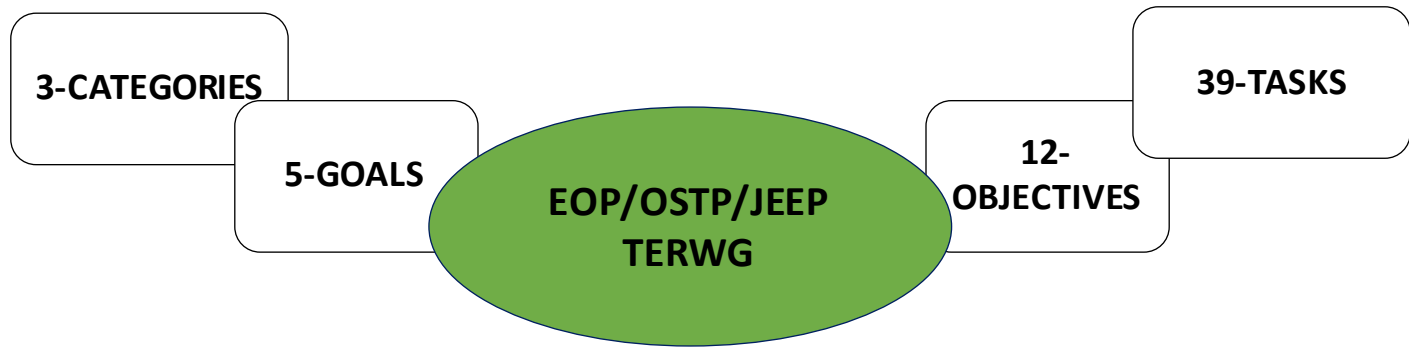 3-CATEGORIES
5-GOALS
EOP/OSTP/JEEP
TERWG
12-
OBJECTIVES
39-TASKS